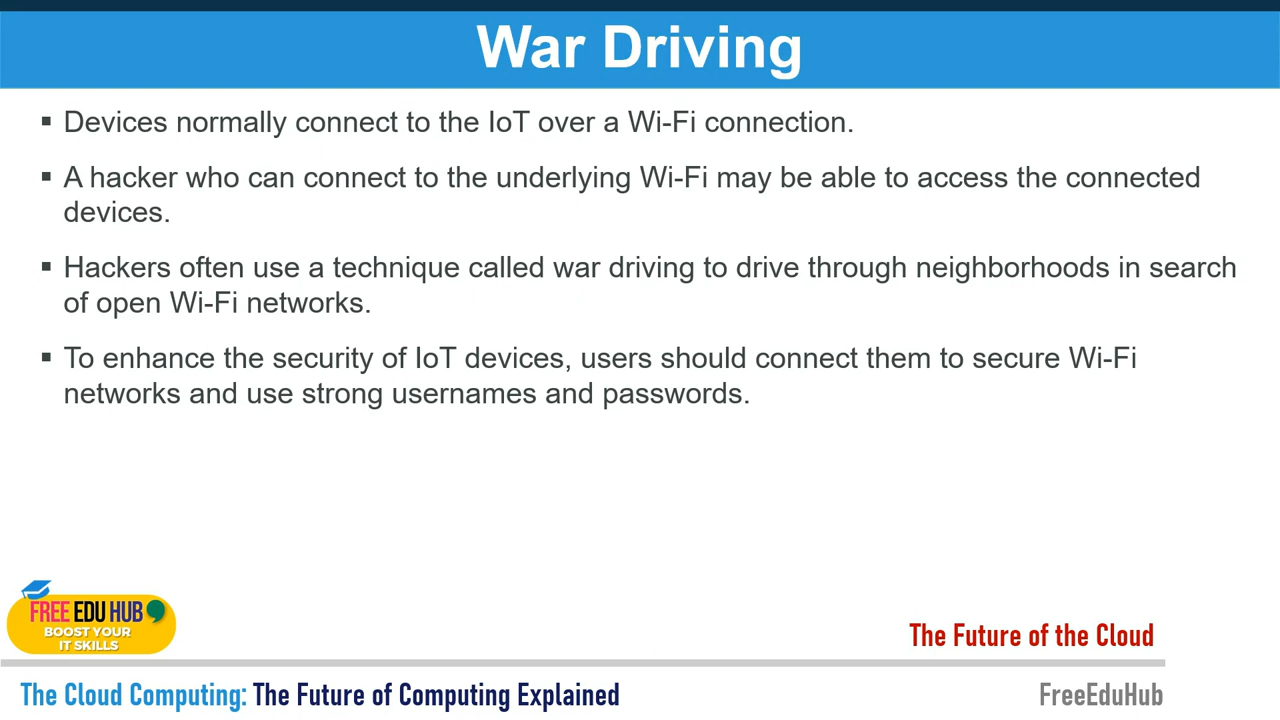 War Driving
▪ Devices normally connect to the IoT over a Wi-Fi connection.
▪ A hacker who can connect to the underlying Wi-Fi may be able to access the connected
devices.
▪ Hackers often use a technique called war driving to drive through neighborhoods in search
of open Wi-Fi networks.
▪ To enhance the security of IoT devices, users should connect them to secure Wi-Fi
networks and use strong usernames and passwords.
FREE EDU HUB
BOOST YOUR
IT SKILLS
The Future of the Cloud
The Cloud Computing: The Future of Computing Explained
FreeEduHub